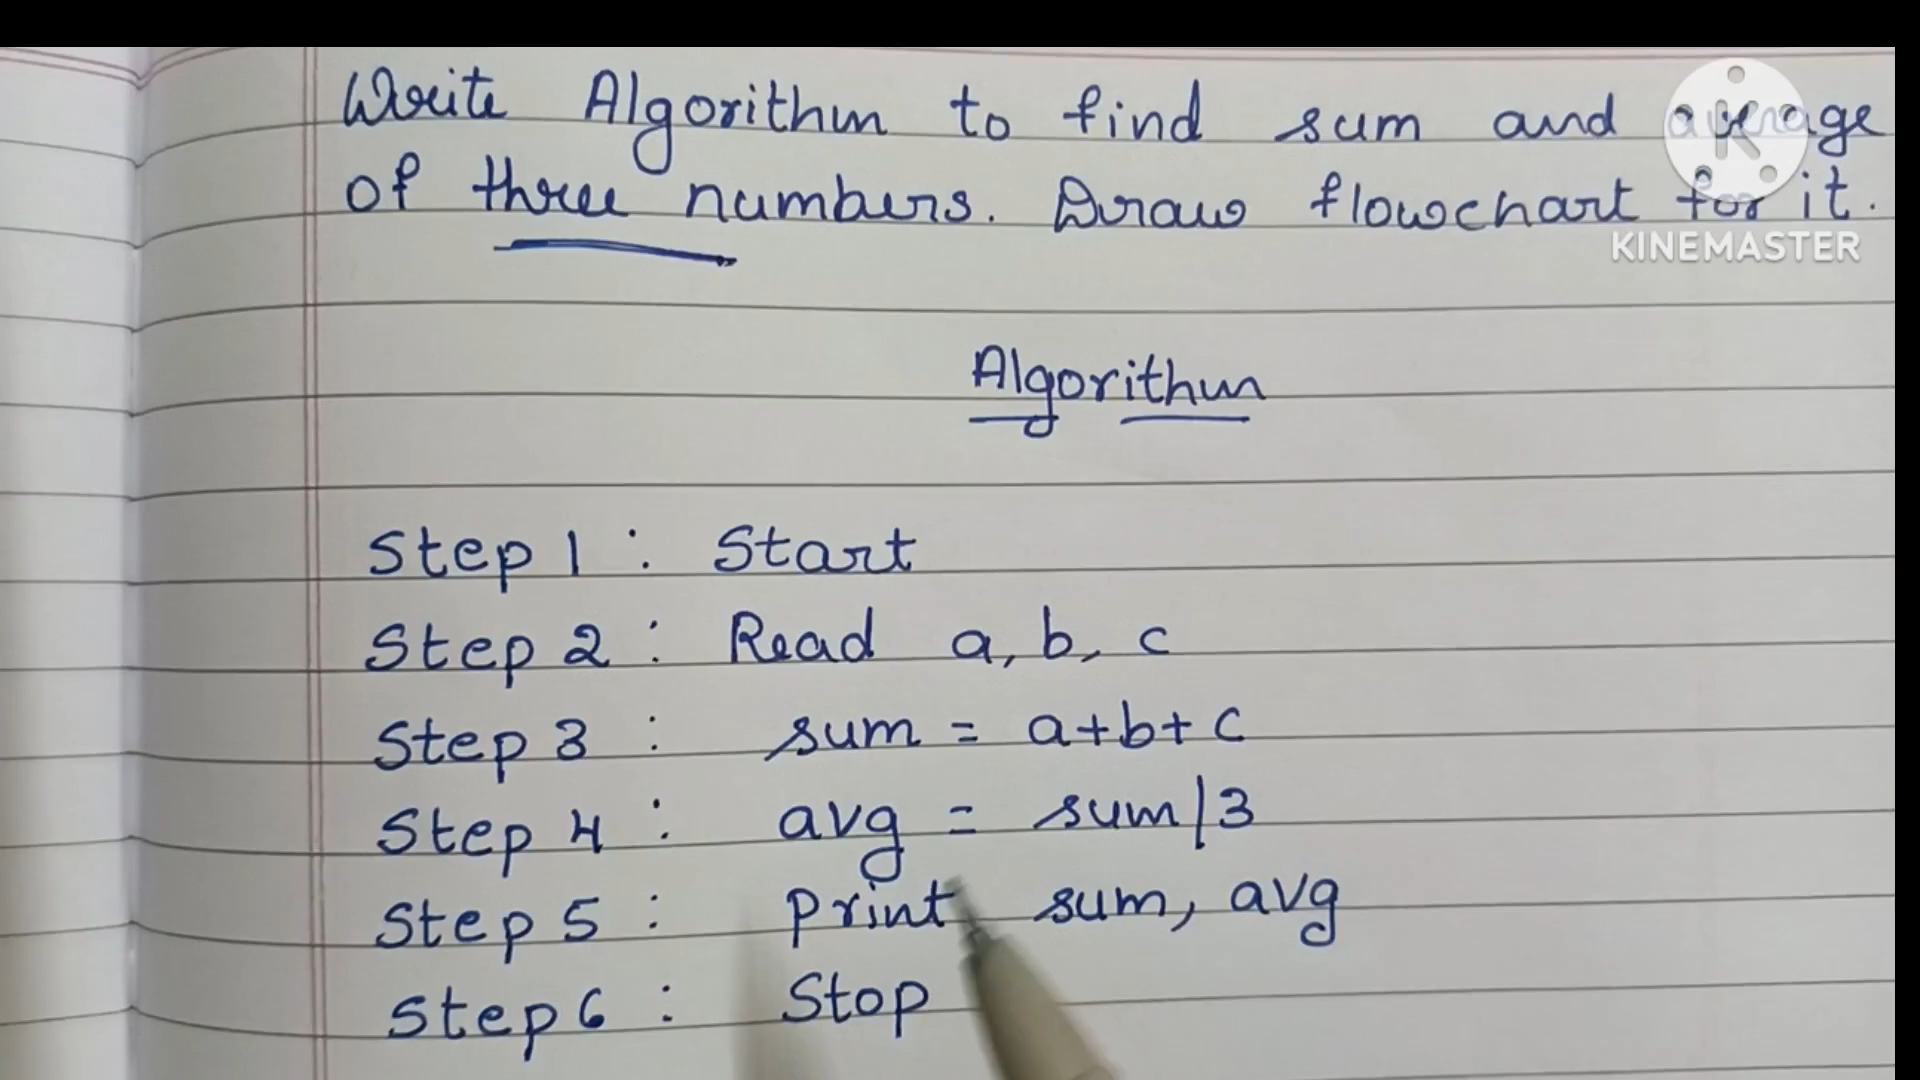 Write Algorithm to find sum and average
of three numbers. Draw flowchart for it.
KINEMASTER
Algorithm
Step 1 : Start
Step 2 : Read a, b, c
Step 3 : sum = a+b+c
Step 4 : avg = sum/3
Step 5 : print sum, avg
Step 6 : Stop